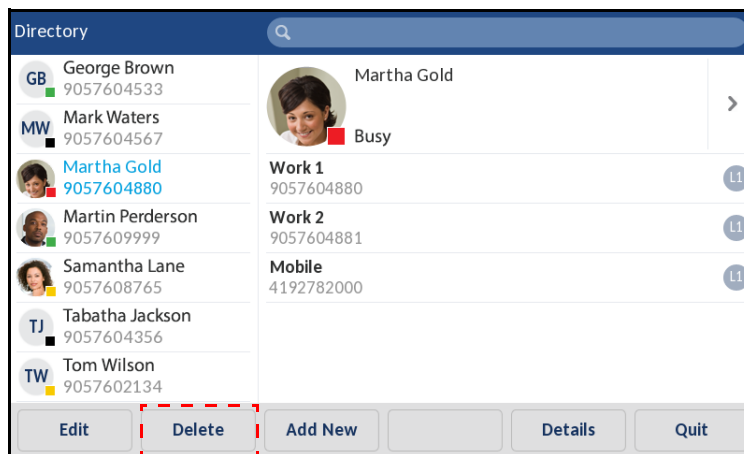 Directory
GB
George Brown
9057604533
MW
Mark Waters
9057604567
Martha Gold
9057604880
Martin Perderson
9057609999
Samantha Lane
9057608765
TJ
Tabatha Jackson
9057604356
TW
Tom Wilson
9057602134
Martha Gold
Busy
Work 1
9057604880
L1
Work 2
9057604881
L1
Mobile
4192782000
L1
Edit
Delete
Add New
Details
Quit